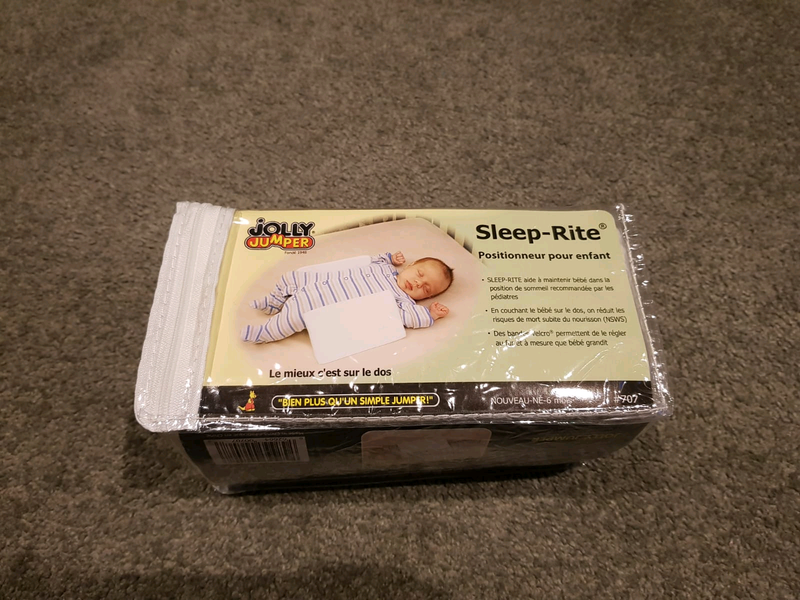 JOLLY
JUMPER
Sleep-Rite®
Positionneur pour enfant
• SLEEP-RITE aide à maintenir bébé dans la
position de sommeil recommandée par les
pédiatres
• En couchant le bébé sur le dos, on réduit les
risques de mort subite du nourisson (NSWS)
• Des bandes Velcro® permettent de le régler
au fur et à mesure que bébé grandit
Le mieux c'est sur le dos
"BIEN PLUS QU'UN SIMPLE JUMPER!"
NOUVEAU-NÉ-6 mois
#707